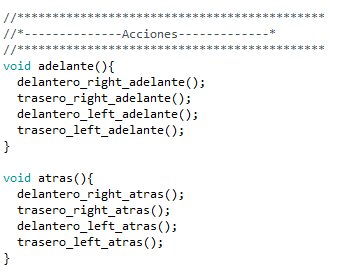 //*******************************************
//*--------------Acciones-------------*
//*******************************************
void adelante(){
  delantero_right_adelante();
  trasero_right_adelante();
  delantero_left_adelante();
  trasero_left_adelante();
}
void atras(){
  delantero_right_atras();
  trasero_right_atras();
  delantero_left_atras();
  trasero_left_atras();
}